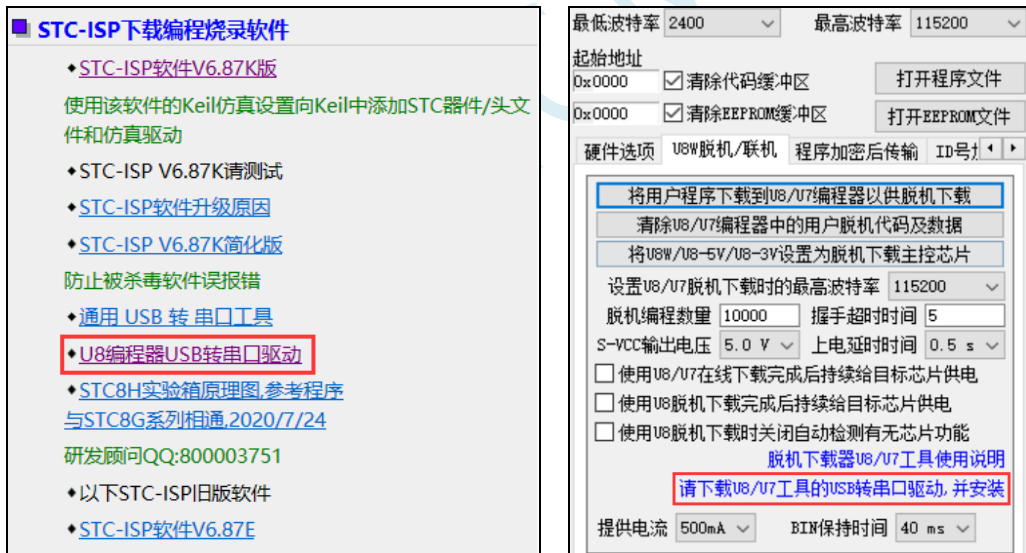 STC-ISP下载编程烧录软件
STC-ISP软件V6.87K版
使用该软件的Keil仿真设置向Keil中添加STC器件/头文
件和仿真驱动
STC-ISP V6.87K请测试
STC-ISP软件升级原因
STC-ISP V6.87K简化版
防止被杀毒软件误报错
通用 USB 转 串口工具
U8编程器USB转串口驱动
STC8H实验箱原理图,参考程序
与STC8G系列相通,2020/7/24
研发顾问QQ:800003751
以下STC-ISP旧版软件
STC-ISP软件V6.87E
最低波特率 2400 最高波特率 115200
起始地址
0x0000 清除代码缓冲区 打开程序文件
0x0000 清除EEPROM缓冲区 打开EEPROM文件
硬件选项 U8W脱机/联机 程序加密后传输 ID号
将用户程序下载到U8/U7编程器以供脱机下载
清除U8/U7编程器中的用户脱机代码及数据
将U8W/U8-5V/U8-3V设置为脱机下载主控芯片
设置U8/U7脱机下载时的最高波特率 115200
脱机编程数量 10000 握手超时时间 5
S-VCC输出电压 5.0 V 上电延时时间 0.5 s
使用U8/U7在线下载完成后持续给目标芯片供电
使用U8脱机下载完成后持续给目标芯片供电
使用U8脱机下载时关闭自动检测有无芯片功能
脱机下载器U8/U7工具使用说明
请下载U8/U7工具的USB转串口驱动,并安装
提供电流 500mA BIN保持时间 40 ms